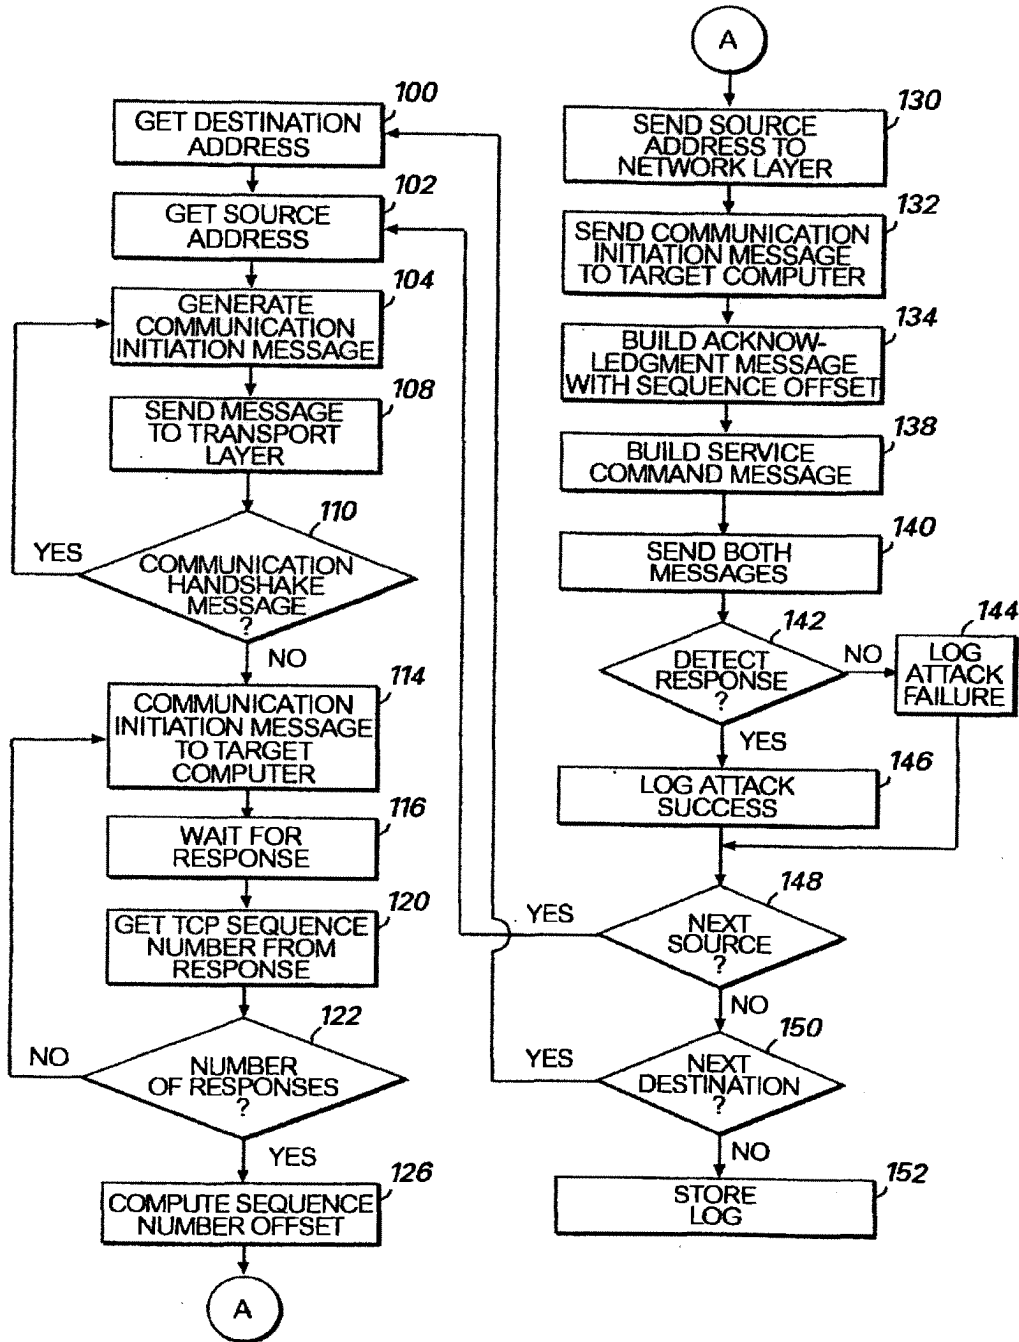 100
GET DESTINATION
ADDRESS
102
GET SOURCE
ADDRESS
104
GENERATE
COMMUNICATION
INITIATION MESSAGE
108
SEND MESSAGE
TO TRANSPORT
LAYER
110
YES
COMMUNICATION
HANDSHAKE
MESSAGE
?
NO
114
COMMUNICATION
INITIATION MESSAGE
TO TARGET
COMPUTER
116
WAIT FOR
RESPONSE
120
GET TCP SEQUENCE
NUMBER FROM
RESPONSE
122
NO
NUMBER
OF RESPONSES
?
YES
126
COMPUTE SEQUENCE
NUMBER OFFSET
A
A
130
SEND SOURCE
ADDRESS TO
NETWORK LAYER
132
SEND COMMUNICATION
INITIATION MESSAGE
TO TARGET COMPUTER
134
BUILD ACKNOW-
LEDGMENT MESSAGE
WITH SEQUENCE OFFSET
138
BUILD SERVICE
COMMAND MESSAGE
140
SEND BOTH
MESSAGES
142
DETECT
RESPONSE
?
NO
144
LOG
ATTACK
FAILURE
YES
146
LOG ATTACK
SUCCESS
148
YES
NEXT
SOURCE
?
NO
150
YES
NEXT
DESTINATION
?
NO
152
STORE
LOG